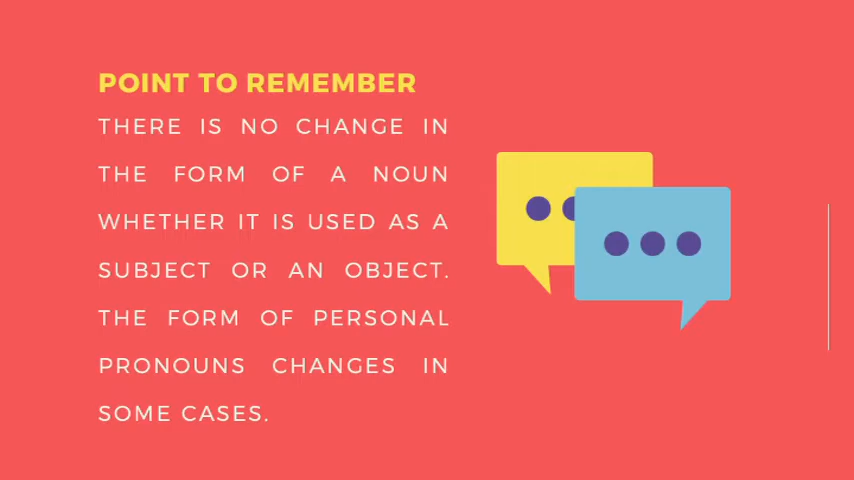 POINT TO REMEMBER
THERE IS NO CHANGE IN
THE FORM OF A NOUN
WHETHER IT IS USED AS A
SUBJECT OR AN OBJECT.
THE FORM OF PERSONAL
PRONOUNS CHANGES IN
SOME CASES.